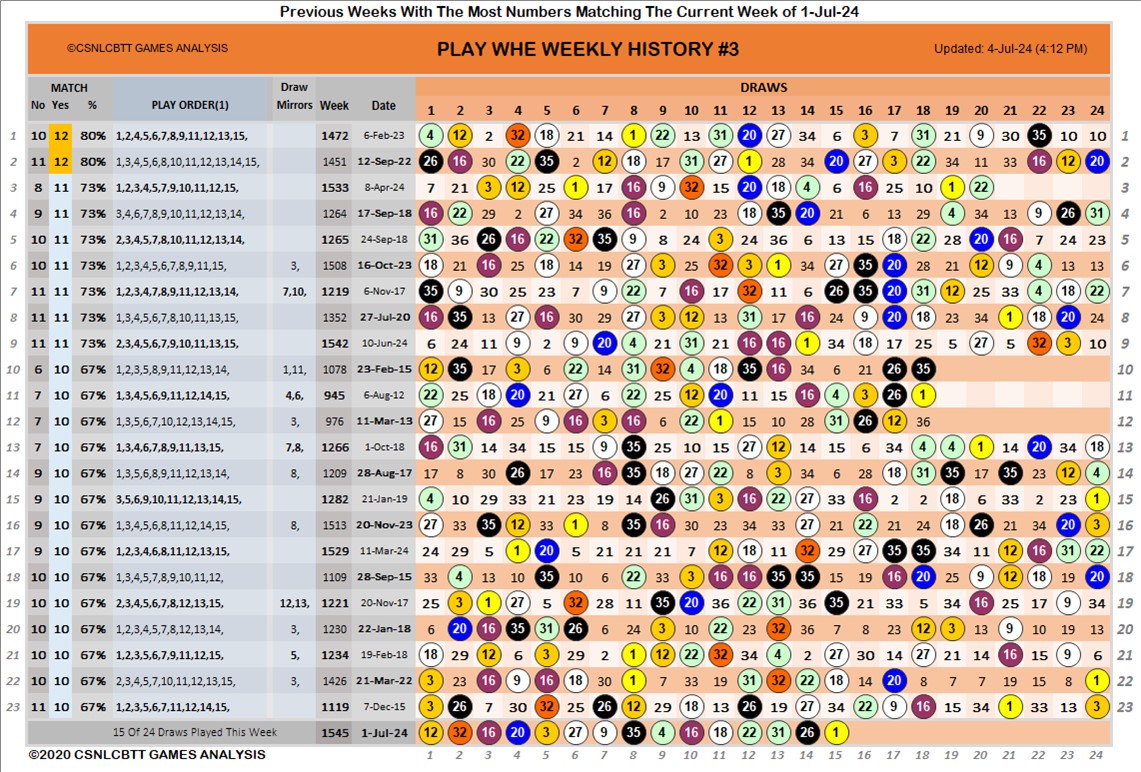 Previous Weeks With The Most Numbers Matching The Current Week of 1-Jul-24
©CSNLCBTT GAMES ANALYSIS PLAY WHE WEEKLY HISTORY #3 Updated: 4-Jul-24 (4:12 PM)
MATCH Draw DRAWS
No Yes % PLAY ORDER(1) Mirrors Week Date 1 2 3 4 5 6 7 8 9 10 11 12 13 14 15 16 17 18 19 20 21 22 23 24
1 10 12 80% 1,2,4,5,6,7,8,9,11,12,13,15, 1472 6-Feb-23 4 12 2 32 18 21 14 1 22 13 31 20 27 34 6 3 7 31 21 9 30 35 10 10 1
2 11 12 80% 1,3,4,5,6,8,10,11,12,13,14,15, 1451 12-Sep-22 26 16 30 22 35 2 12 18 17 31 27 1 28 34 20 27 3 22 34 11 33 16 12 20 2
3 8 11 73% 1,2,3,4,5,7,9,10,11,12,15, 1533 8-Apr-24 7 21 3 12 25 1 17 16 9 32 15 20 18 4 6 16 25 10 1 22 3
4 9 11 73% 3,4,6,7,8,9,10,11,12,13,14, 1264 17-Sep-18 16 22 29 2 27 34 36 16 2 10 23 12 18 35 20 21 6 13 29 4 34 13 9 26 31 4
5 10 11 73% 2,3,4,5,7,8,10,11,12,13,14, 1265 24-Sep-18 31 36 26 16 22 32 35 9 8 24 3 24 36 6 13 15 18 22 28 20 21 16 7 24 23 5
6 10 11 73% 1,2,3,4,5,6,7,8,9,11,15, 3, 1508 16-Oct-23 18 21 16 25 18 14 19 27 3 25 32 3 1 34 27 35 20 28 21 12 9 4 13 13 6
7 11 11 73% 1,2,3,4,7,8,9,11,12,13,14, 7,10, 1219 6-Nov-17 35 9 30 25 23 7 9 22 7 16 17 32 11 6 26 35 20 31 12 25 33 4 18 22 7
8 11 11 73% 1,3,4,5,6,7,8,10,11,13,15, 1352 27-Jul-20 16 35 13 27 16 30 29 27 3 12 13 31 17 16 24 9 20 18 23 34 1 18 20 24 8
9 11 11 73% 2,3,4,5,6,7,9,10,13,14,15, 1542 10-Jun-24 6 24 11 9 2 9 20 4 21 31 21 16 16 1 34 18 17 25 5 27 5 32 3 10 9
10 6 10 67% 1,2,3,5,8,9,11,12,13,14, 1,11, 1078 23-Feb-15 12 35 17 3 6 22 14 31 32 4 18 35 16 34 6 21 26 35 10
11 7 10 67% 1,3,4,5,6,9,11,12,13,14, 4,6, 945 6-Aug-12 22 25 18 20 21 27 6 22 25 12 20 11 15 16 4 3 26 1 11
12 7 10 67% 1,3,5,6,7,10,12,13,14,15, 3, 976 11-Mar-13 27 15 16 25 9 16 3 16 6 22 1 15 10 28 31 26 12 36 12
13 7 10 67% 1,3,4,6,7,8,9,11,13,15, 7,8, 1266 1-Oct-18 16 31 14 34 15 15 9 35 25 10 15 27 12 14 15 6 34 4 4 1 14 20 34 18 13
14 9 10 67% 1,3,5,6,8,9,11,12,13,14, 8, 1209 28-Aug-17 17 8 30 26 17 16 35 18 27 22 8 3 34 6 28 18 31 35 17 35 23 12 4 14
15 9 10 67% 3,5,6,9,10,11,12,13,14,15, 1282 21-Jan-19 4 10 29 33 21 23 19 14 26 31 3 16 22 27 33 16 2 2 18 6 33 2 23 1 15
16 9 10 67% 1,3,4,5,6,8,11,12,14,15, 8, 1513 20-Nov-23 27 33 35 12 33 1 8 35 16 30 23 34 33 27 21 22 21 24 18 26 21 34 20 3 16
17 9 10 67% 1,2,3,4,6,8,11,12,13,15, 1529 11-Mar-24 24 29 5 1 20 5 21 21 21 7 12 18 11 32 29 27 35 35 34 11 12 16 31 22 17
18 10 10 67% 1,3,4,5,7,8,9,10,11,12, 1109 28-Sep-15 33 4 13 10 35 10 6 22 33 3 16 16 35 35 15 19 16 20 25 9 12 18 19 20 18
19 10 10 67% 2,3,4,5,6,7,8,12,13,15, 12,13, 1221 20-Nov-17 25 3 1 27 5 32 28 11 35 20 36 22 31 36 35 21 33 5 34 16 25 17 9 34 19
20 10 10 67% 1,2,3,4,5,7,8,12,13,14, 3, 1230 22-Jan-18 6 20 16 35 31 26 6 24 3 10 22 23 32 36 7 8 23 12 3 13 9 10 19 13 20
21 10 10 67% 1,2,3,5,6,7,9,11,12,15, 5, 1234 19-Feb-18 18 29 12 6 3 29 2 1 12 22 32 34 4 2 27 30 14 27 14 21 16 15 9 6 21
22 10 10 67% 2,3,4,5,7,10,11,12,13,15, 3, 1426 21-Mar-22 3 23 16 9 16 18 30 1 7 33 19 31 32 22 18 17 20 8 7 7 19 15 8 1 22
23 11 10 67% 1,2,3,5,6,7,11,12,14,15, 1119 7-Dec-15 3 26 7 30 32 25 26 12 29 18 13 26 19 27 34 22 9 16 15 34 1 33 13 3 23
15 Of 24 Draws Played This Week 1545 1-Jul-24 12 32 16 20 3 27 9 35 4 16 18 22 31 26 1
©2020 CSNLCBTT GAMES ANALYSIS 1 2 3 4 5 6 7 8 9 10 11 12 13 14 15 16 17 18 19 20 21 22 23 24